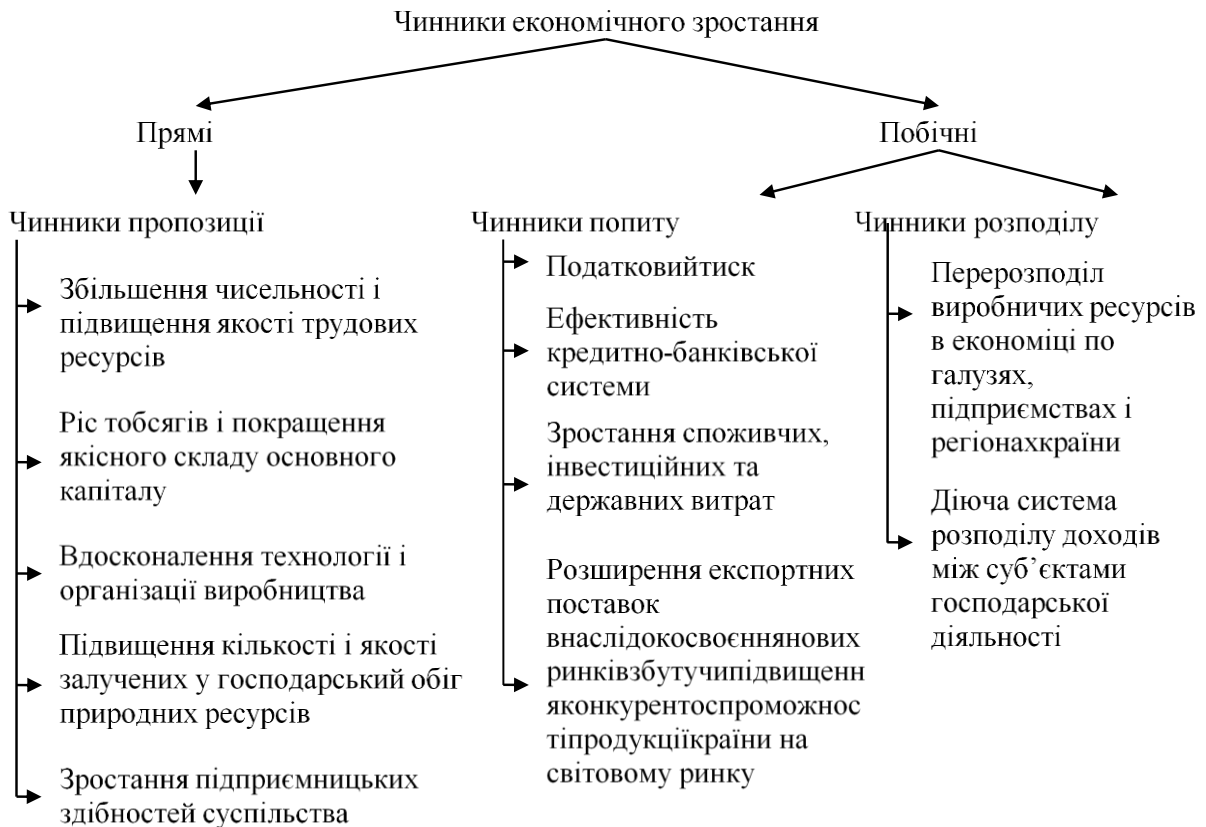 Чинники економічного зростання
Прямі
Побічні
Чинники пропозиції
Збільшення чисельності і
підвищення якості трудових
ресурсів
Ріс тобсягів і покращення
якісного складу основного
капіталу
Вдосконалення технології і
організації виробництва
Підвищення кількості і якості
залучених у господарський обіг
природних ресурсів
Зростання підприємницьких
здібностей суспільства
Чинники попиту
Податковийтиск
Ефективність
кредитно-банківської
системи
Зростання споживчих,
інвестиційних та
державних витрат
Розширення експортних
поставок
внаслідокосвоєннянових
ринківзбутучипідвищенн
яконкурентоспроможнос
тіпродукціїкраїни на
світовому ринку
Чинники розподілу
Перерозподіл
виробничих ресурсів
в економіці по
галузях,
підприємствах і
регіонахкраїни
Діюча система
розподілу доходів
між суб’єктами
господарської
діяльності